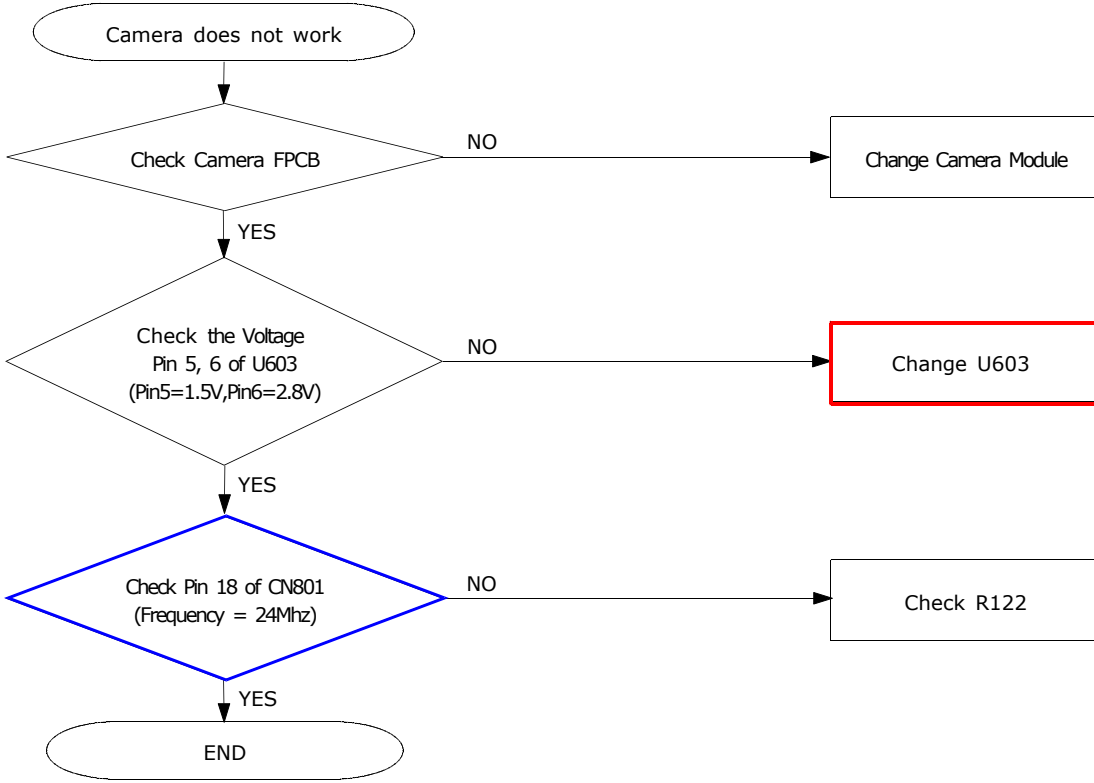 Camera does not work
Check Camera FPCB
NO
Change Camera Module
YES
Check the Voltage
Pin 5, 6 of U603
(Pin5=1.5V,Pin6=2.8V)
NO
Change U603
YES
Check Pin 18 of CN801
(Frequency = 24Mhz)
NO
Check R122
YES
END